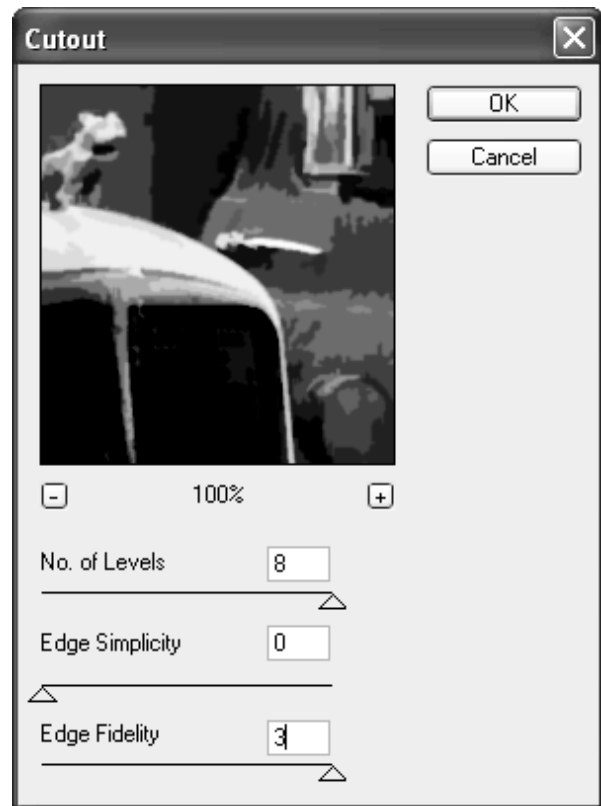 Cutout
OK
Cancel
100%
No. of Levels 8
Edge Simplicity 0
Edge Fidelity 3